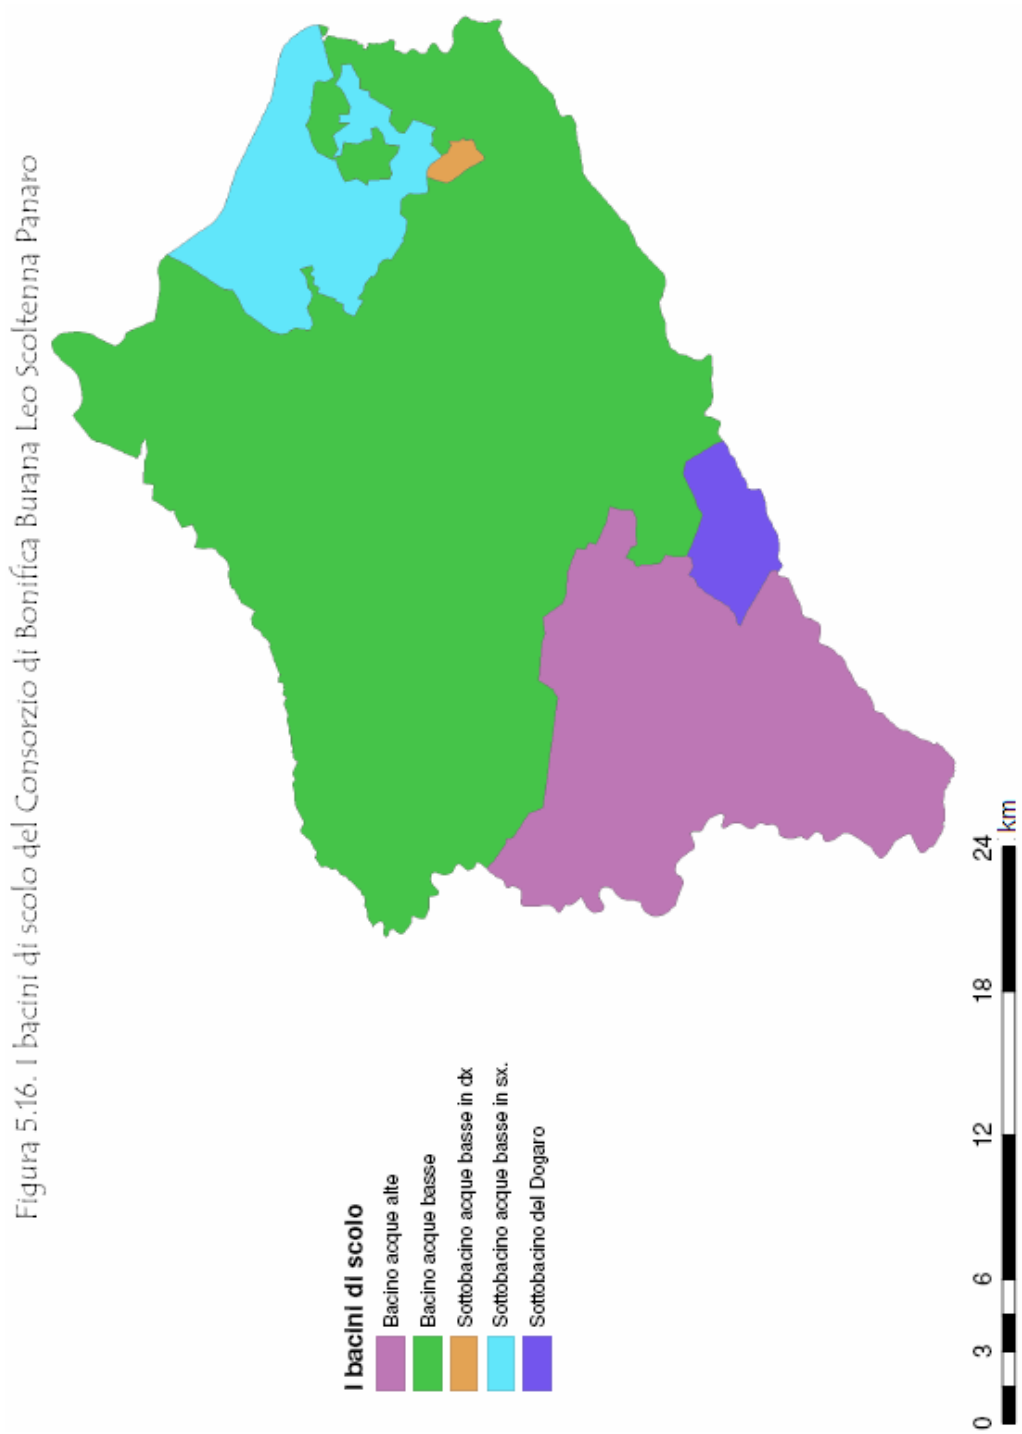 Figura 5.16. I bacini di scolo del Consorzio di Bonifica Burana Leo Scoltenna Panaro
I bacini di scolo
Bacino acque alte
Bacino acque basse
Sottobacino acque basse in dx
Sottobacino acque basse in sx.
Sottobacino del Dogaro
0 3 6 12 18 24
km